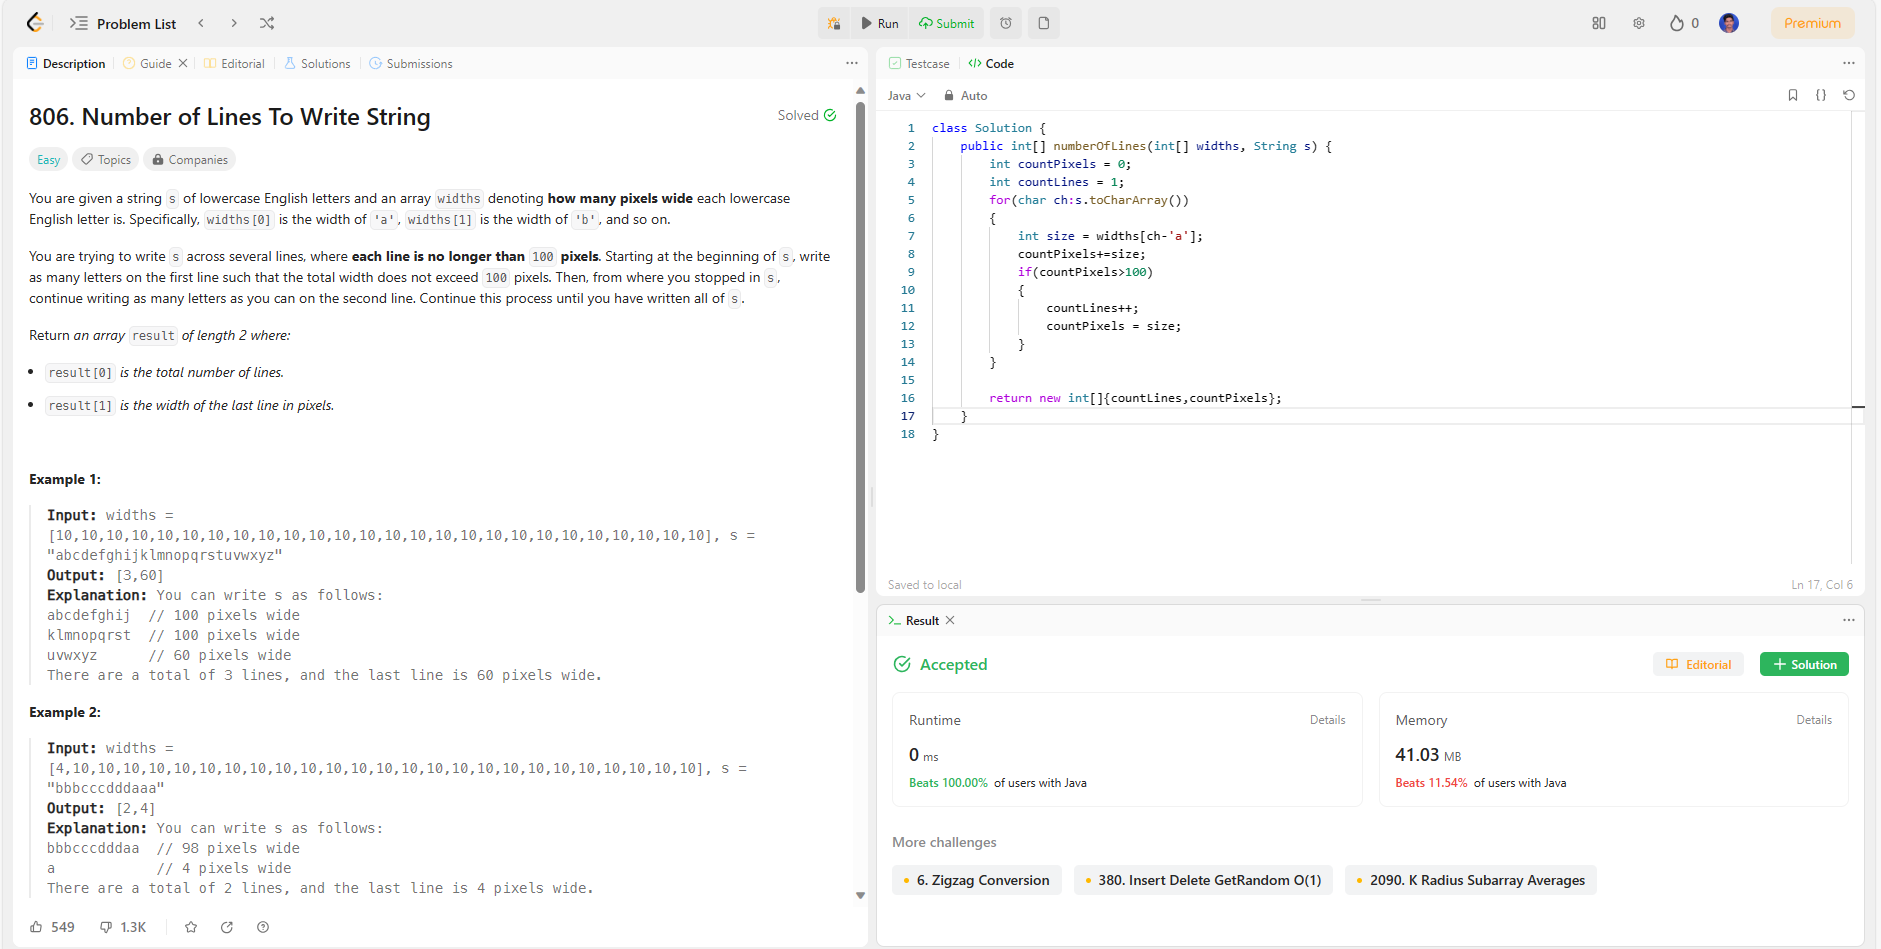 Problem List
Run
Submit
0
Premium
Description
Guide
Editorial
Solutions
Submissions
806. Number of Lines To Write String
Solved
Easy
Topics
Companies
You are given a string s of lowercase English letters and an array widths denoting how many pixels wide each lowercase
English letter is. Specifically, widths[0] is the width of 'a', widths[1] is the width of 'b', and so on.
You are trying to write s across several lines, where each line is no longer than 100 pixels. Starting at the beginning of s, write
as many letters on the first line such that the total width does not exceed 100 pixels. Then, from where you stopped in s,
continue writing as many letters as you can on the second line. Continue this process until you have written all of s.
Return an array result of length 2 where:
• result[0] is the total number of lines.
• result[1] is the width of the last line in pixels.
Example 1:
Input: widths =
[10,10,10,10,10,10,10,10,10,10,10,10,10,10,10,10,10,10,10,10,10,10,10,10,10,10], s =
"abcdefghijklmnopqrstuvwxyz"
Output: [3,60]
Explanation: You can write s as follows:
abcdefghij  // 100 pixels wide
klmnopqrst  // 100 pixels wide
uvwxyz      // 60 pixels wide
There are a total of 3 lines, and the last line is 60 pixels wide.
Example 2:
Input: widths =
[4,10,10,10,10,10,10,10,10,10,10,10,10,10,10,10,10,10,10,10,10,10,10,10,10,10], s =
"bbbcccdddaaa"
Output: [2,4]
Explanation: You can write s as follows:
bbbcccdddaa  // 98 pixels wide
a            // 4 pixels wide
There are a total of 2 lines, and the last line is 4 pixels wide.
549
1.3K
Testcase
Code
Java
Auto
1 class Solution {
2     public int[] numberOfLines(int[] widths, String s) {
3         int countPixels = 0;
4         int countLines = 1;
5         for(char ch:s.toCharArray())
6         {
7             int size = widths[ch-'a'];
8             countPixels+=size;
9             if(countPixels>100)
10             {
11                 countLines++;
12                 countPixels = size;
13             }
14         }
15
16         return new int[]{countLines,countPixels};
17     }
18 }
Saved to local
Ln 17, Col 6
Result
Accepted
Editorial
Solution
Runtime
Details
0 ms
Beats 100.00% of users with Java
Memory
Details
41.03 MB
Beats 11.54% of users with Java
More challenges
6. Zigzag Conversion
380. Insert Delete GetRandom O(1)
2090. K Radius Subarray Averages